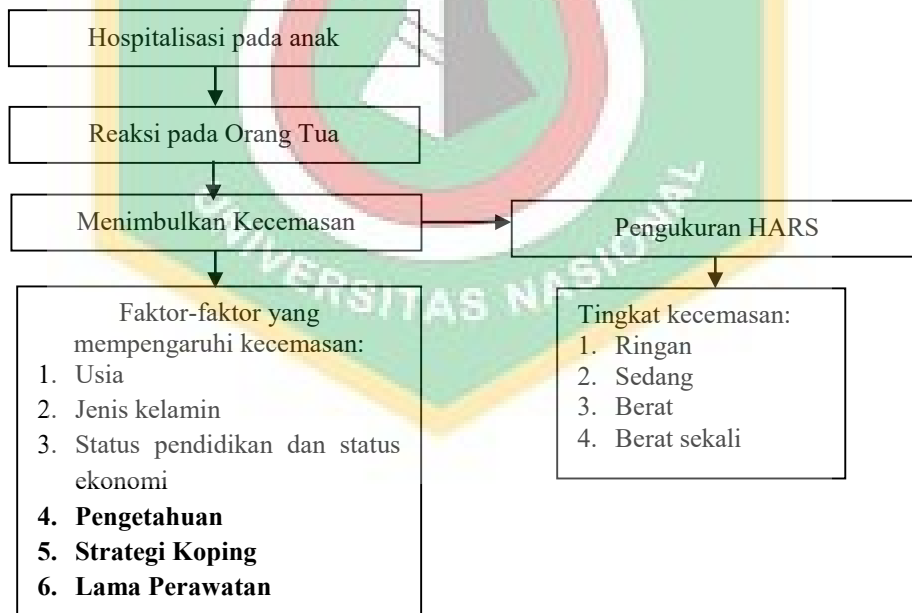 Hospitalisasi pada anak
Reaksi pada Orang Tua
Menimbulkan Kecemasan
Pengukuran HARS
Faktor-faktor yang
mempengaruhi kecemasan:
1. Usia
2. Jenis kelamin
3. Status pendidikan dan status
ekonomi
4. Pengetahuan
5. Strategi Koping
6. Lama Perawatan
Tingkat kecemasan:
1. Ringan
2. Sedang
3. Berat
4. Berat sekali
UNIVERSITAS NASIONAL